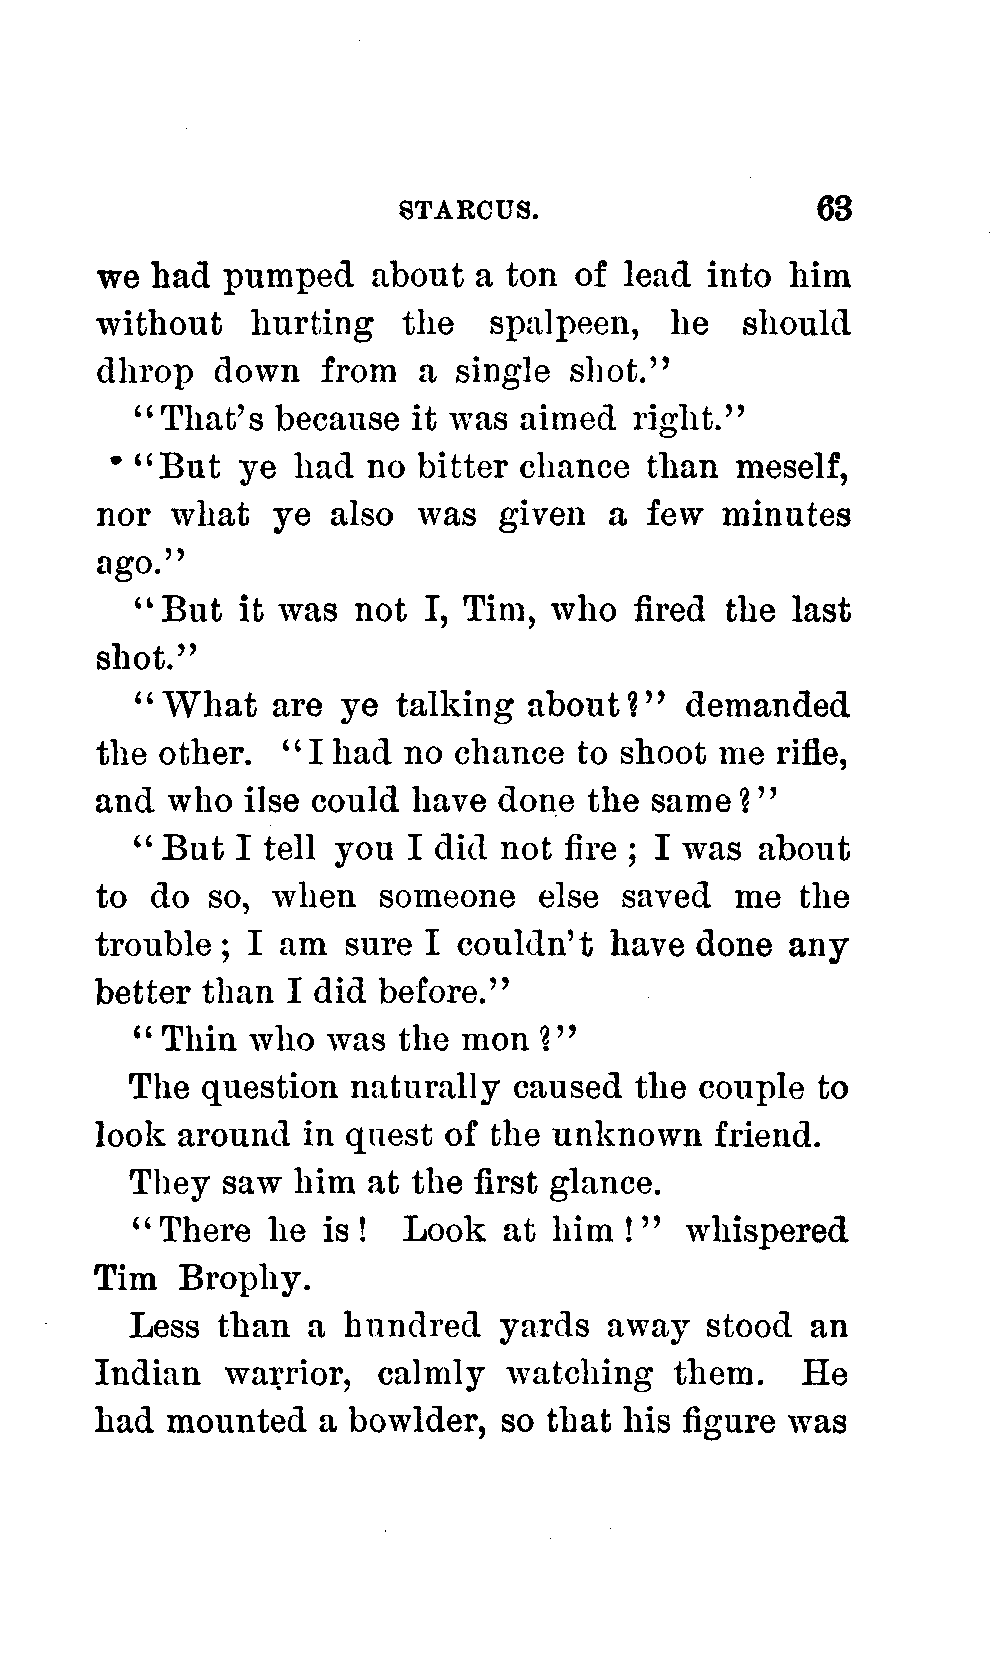 STARCUS. 63
we had pumped about a ton of lead into him
without hurting the spalpeen, he should
dhrop down from a single shot."
"That's because it was aimed right."
"But ye had no bitter chance than meself,
nor what ye also was given a few minutes
ago."
"But it was not I, Tim, who fired the last
shot."
"What are ye talking about?" demanded
the other. "I had no chance to shoot me rifle,
and who ilse could have done the same?"
"But I tell you I did not fire; I was about
to do so, when someone else saved me the
trouble; I am sure I couldn't have done any
better than I did before."
"Thin who was the mon?"
The question naturally caused the couple to
look around in quest of the unknown friend.
They saw him at the first glance.
"There he is! Look at him!" whispered
Tim Brophy.
Less than a hundred yards away stood an
Indian warrior, calmly watching them. He
had mounted a bowlder, so that his figure was